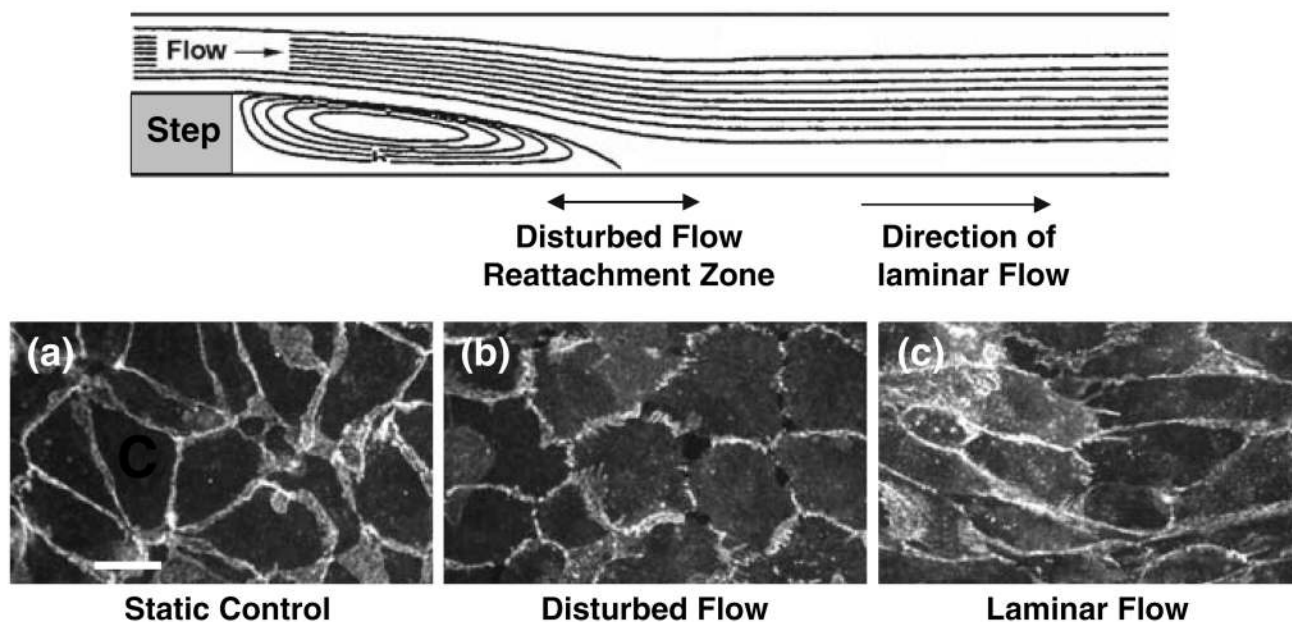 Flow
Step
Disturbed Flow
Reattachment Zone
Direction of
laminar Flow
(a)
(b)
(c)
C
Static Control
Disturbed Flow
Laminar Flow